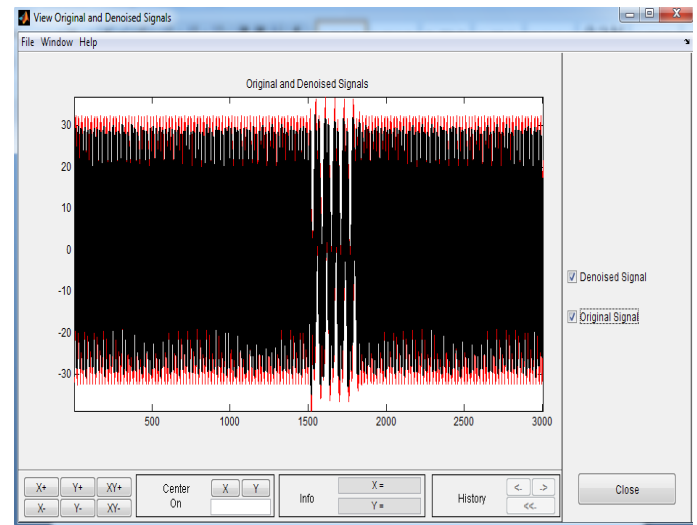 View Original and Denoised Signals
File Window Help
Original and Denoised Signals
30
20
10
0
-10
-20
-30
500 1000 1500 2000 2500 3000
Denoised Signal
Original Signal
X+ Y+ XY+
X- Y- XY-
Center On
X Y
Info
X =
Y =
History
<- ->
<<-
Close